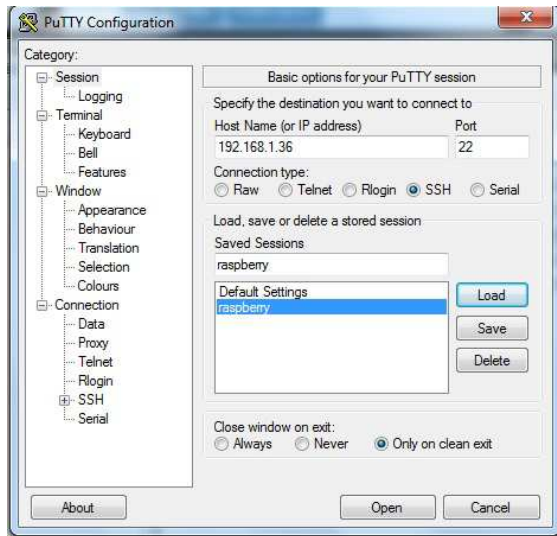 PuTTY Configuration
Category:
Session
Logging
Terminal
Keyboard
Bell
Features
Window
Appearance
Behaviour
Translation
Selection
Colours
Connection
Data
Proxy
Telnet
Rlogin
SSH
Serial
Basic options for your PuTTY session
Specify the destination you want to connect to
Host Name (or IP address) Port
192.168.1.36 22
Connection type:
Raw Telnet Rlogin SSH Serial
Load, save or delete a stored session
Saved Sessions
raspberry
Default Settings
raspberry
Load
Save
Delete
Close window on exit:
Always Never Only on clean exit
About Open Cancel